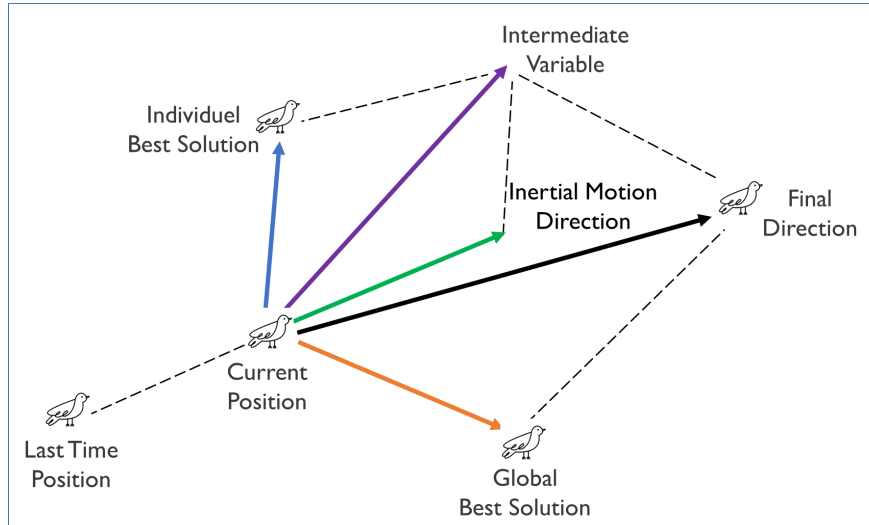 Intermediate
Variable
Individuel
Best Solution
Inertial Motion
Direction
Final
Direction
Current
Position
Last Time
Position
Global
Best Solution